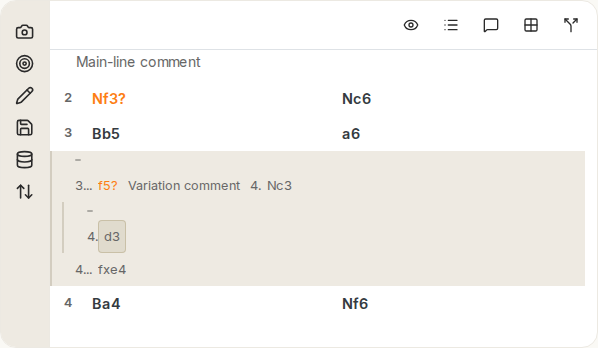 Main-line comment
2 Nf3? Nc6
3 Bb5 a6
–
3... f5? Variation comment 4. Nc3
–
4. d3
4... fxe4
4 Ba4 Nf6